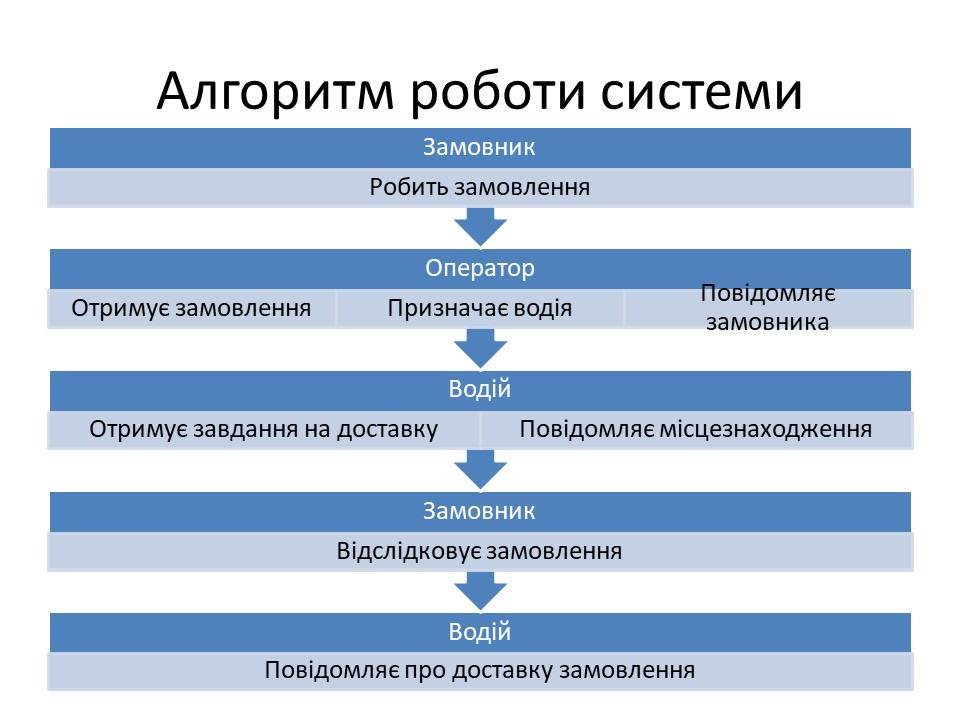 Алгоритм роботи системи
Замовник
Робить замовлення
Оператор
Отримує замовлення
Призначає водія
Повідомляє
замовника
Водій
Отримує завдання на доставку
Повідомляє місцезнаходження
Замовник
Відслідковує замовлення
Водій
Повідомляє про доставку замовлення